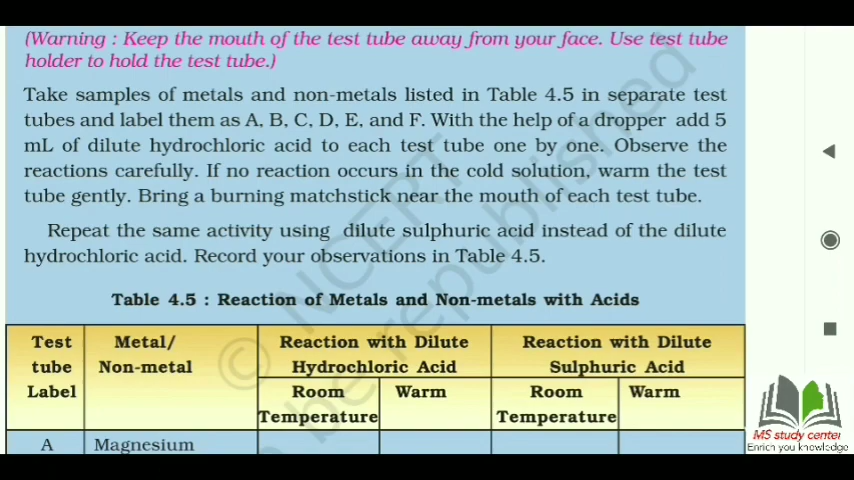 (Warning : Keep the mouth of the test tube away from your face. Use test tube
holder to hold the test tube.)
Take samples of metals and non-metals listed in Table 4.5 in separate test
tubes and label them as A, B, C, D, E, and F. With the help of a dropper add 5
mL of dilute hydrochloric acid to each test tube one by one. Observe the
reactions carefully. If no reaction occurs in the cold solution, warm the test
tube gently. Bring a burning matchstick near the mouth of each test tube.
Repeat the same activity using dilute sulphuric acid instead of the dilute
hydrochloric acid. Record your observations in Table 4.5.
Table 4.5 : Reaction of Metals and Non-metals with Acids
Test tube Label
Metal/ Non-metal
Reaction with Dilute Hydrochloric Acid
Reaction with Dilute Sulphuric Acid
Room Temperature
Warm
Room Temperature
Warm
A Magnesium
© NCERT
be republished
MS study center
Enrich you knowledge